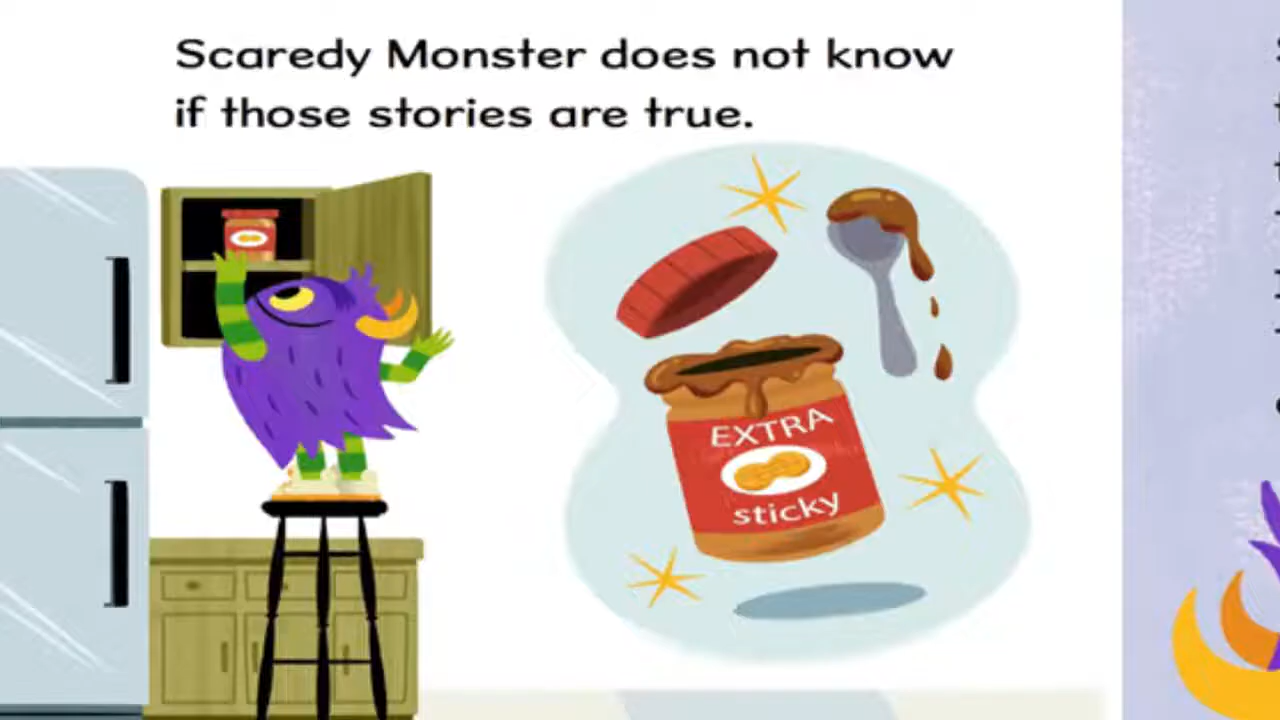 Scaredy Monster does not know
if those stories are true.
EXTRA
sticky